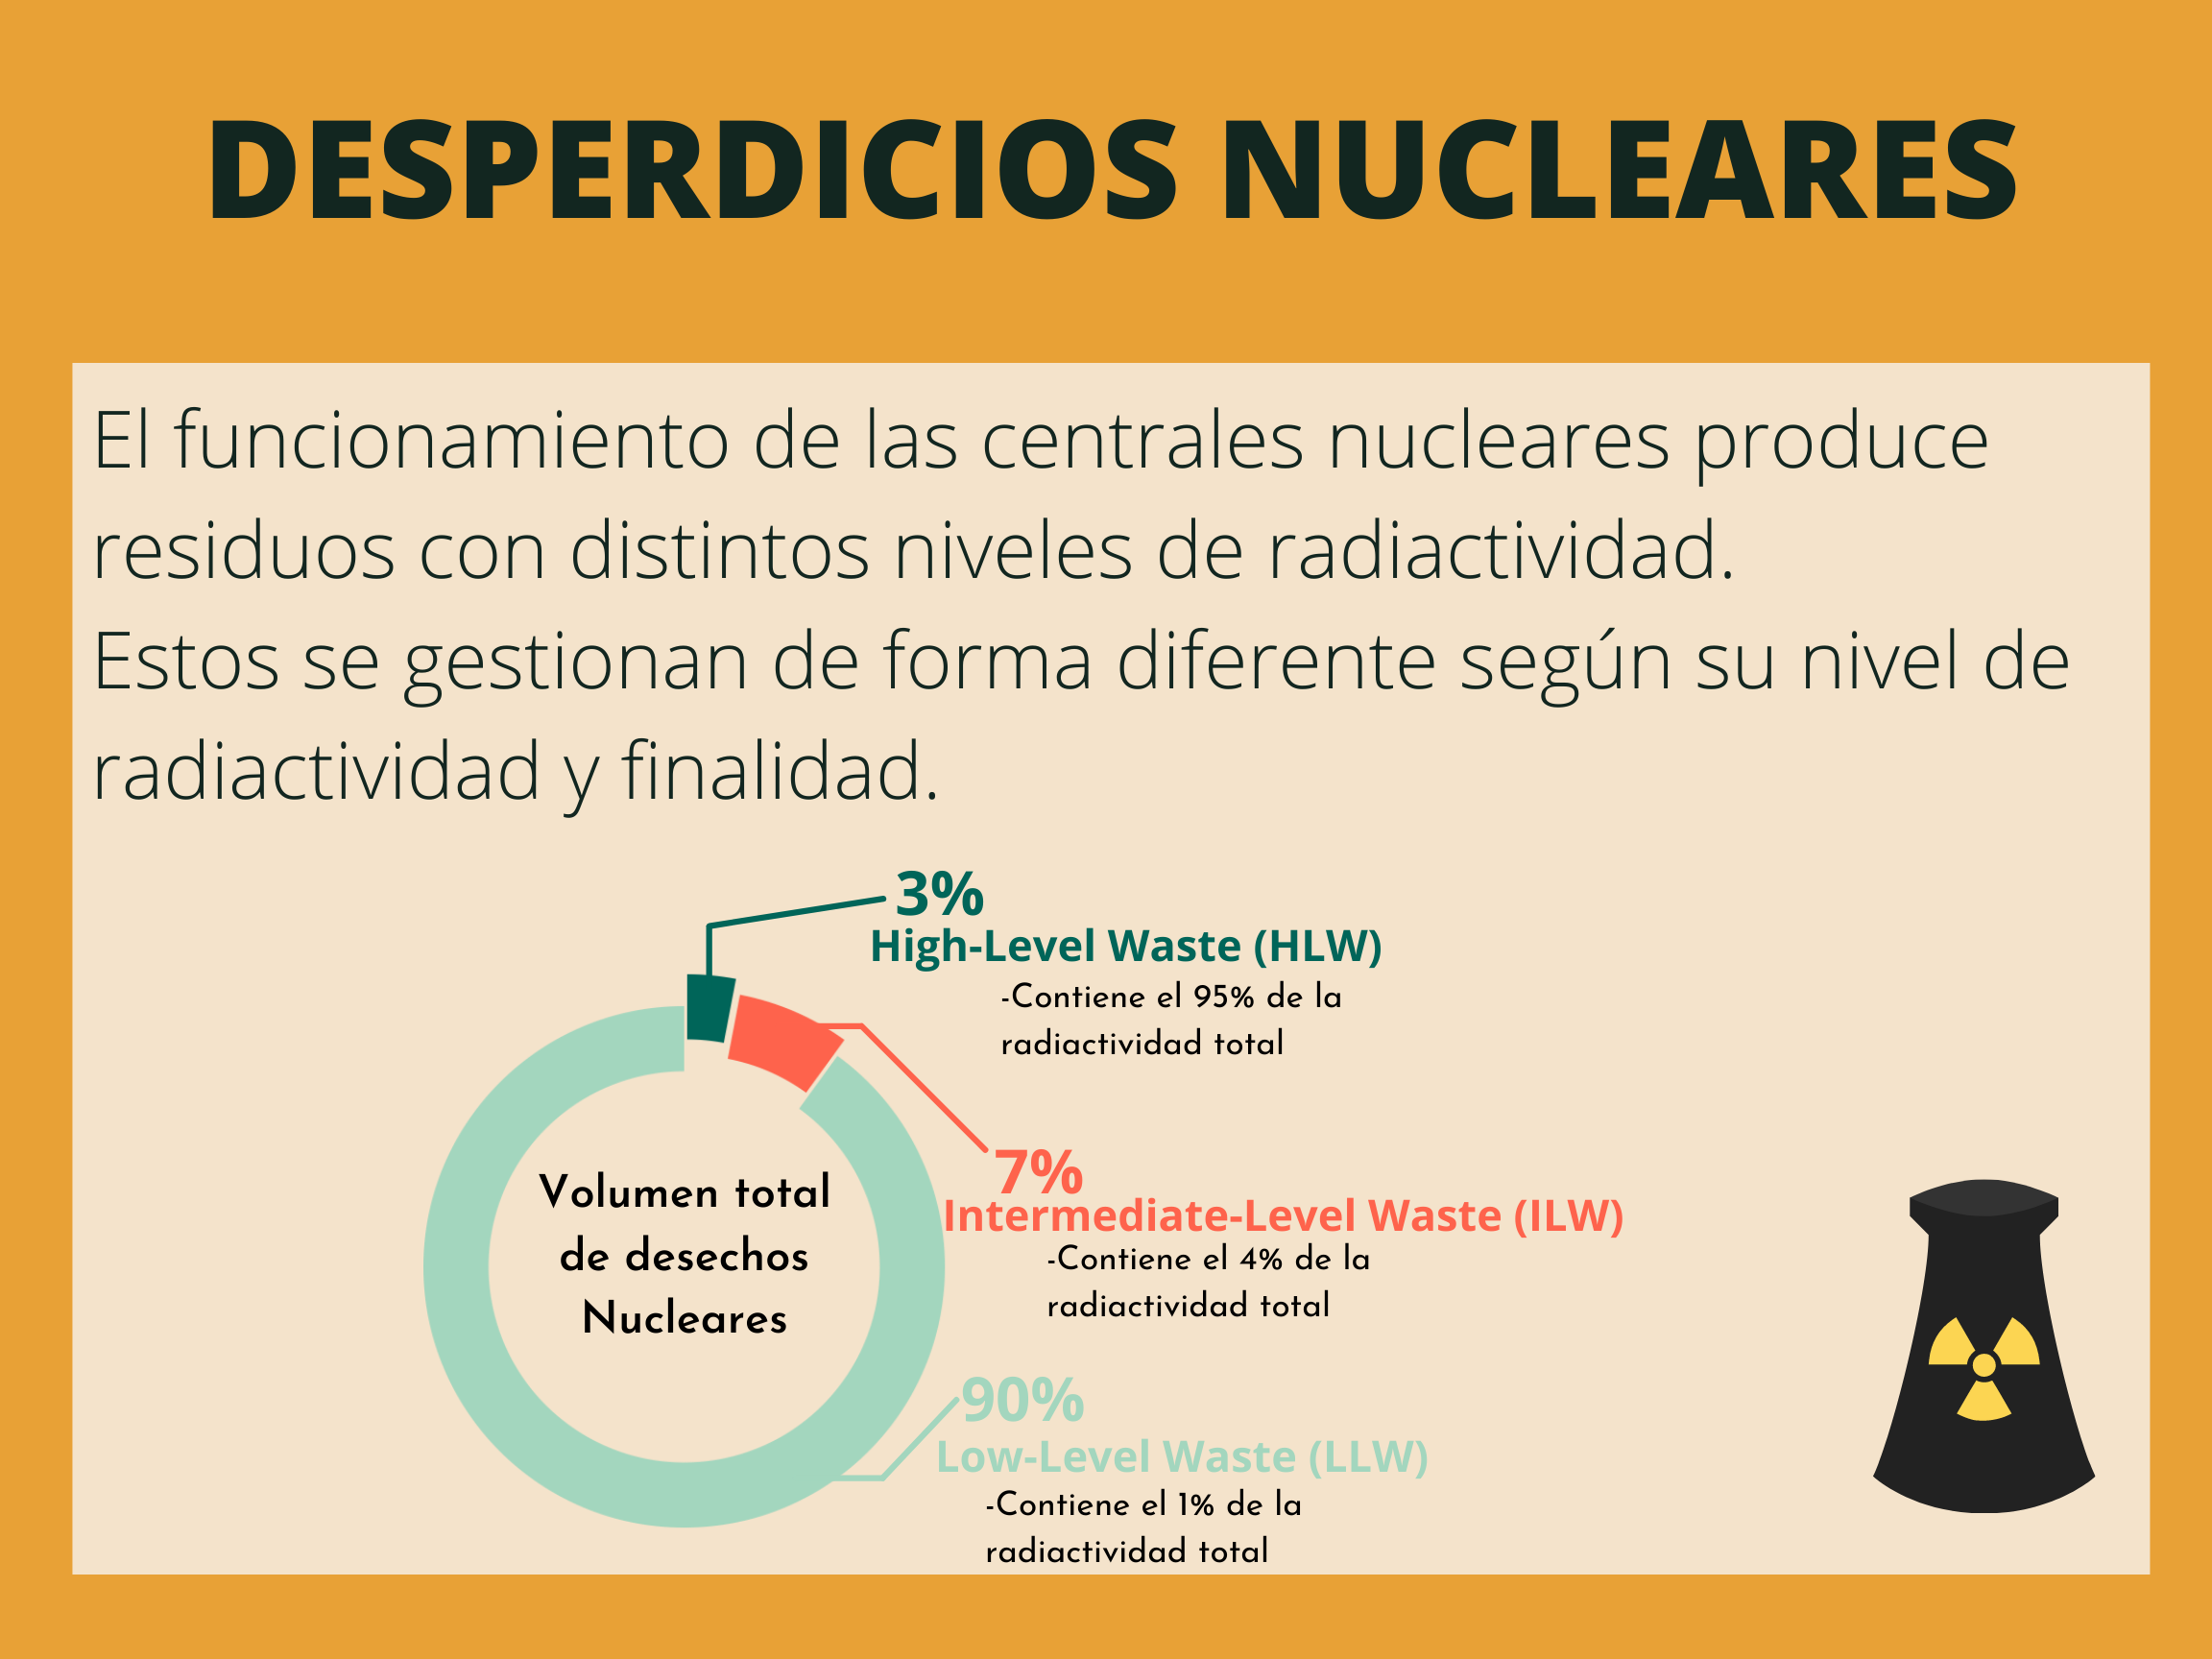 DESPERDICIOS NUCLEARES
El funcionamiento de las centrales nucleares produce
residuos con distintos niveles de radiactividad.
Estos se gestionan de forma diferente según su nivel de
radiactividad y finalidad.
3%
High-Level Waste (HLW)
-Contiene el 95% de la
radiactividad total
7%
Intermediate-Level Waste (ILW)
-Contiene el 4% de la
radiactividad total
Volumen total
de desechos
Nucleares
90%
Low-Level Waste (LLW)
-Contiene el 1% de la
radiactividad total